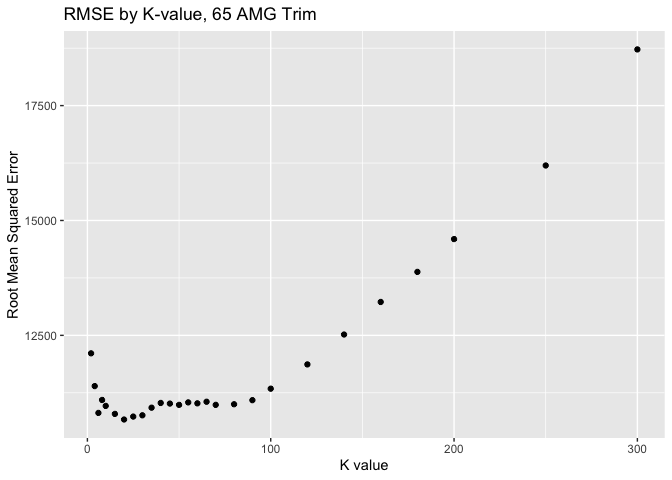 RMSE by K-value, 65 AMG Trim
17500
15000
12500
Root Mean Squared Error
0
100
200
300
K value